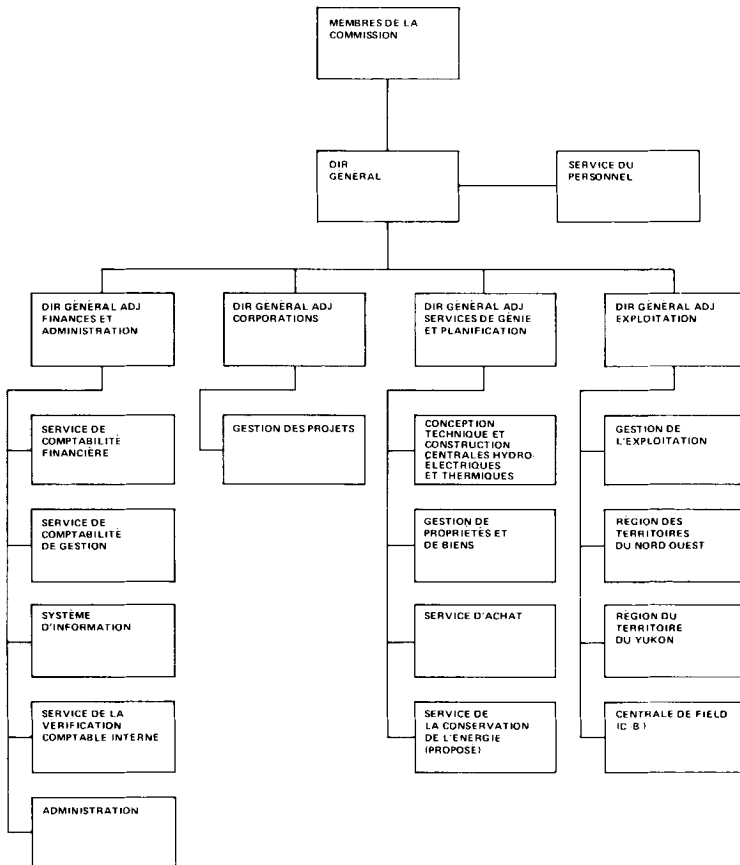 MEMBRES DE LA
COMMISSION
DIR
GÉNÉRAL
SERVICE DU
PERSONNEL
DIR GÉNÉRAL ADJ
FINANCES ET
ADMINISTRATION
DIR GÉNÉRAL ADJ
CORPORATIONS
DIR GÉNÉRAL ADJ
SERVICES DE GÉNIE
ET PLANIFICATION
DIR GÉNÉRAL ADJ
EXPLOITATION
SERVICE DE
COMPTABILITÉ
FINANCIÈRE
SERVICE DE
COMPTABILITÉ
DE GESTION
SYSTÈME
D'INFORMATION
SERVICE DE LA
VÉRIFICATION
COMPTABLE INTERNE
ADMINISTRATION
GESTION DES PROJETS
CONCEPTION
TECHNIQUE ET
CONSTRUCTION
CENTRALES HYDRO-
ÉLECTRIQUES
ET THERMIQUES
GESTION DE
PROPRIÉTÉS ET
DE BIENS
SERVICE D'ACHAT
SERVICE DE
LA CONSERVATION
DE L'ÉNERGIE
(PROPOSÉ)
GESTION DE
L'EXPLOITATION
RÉGION DES
TERRITOIRES
DU NORD OUEST
RÉGION DU
TERRITOIRE
DU YUKON
CENTRALE DE FIELD
(C B)